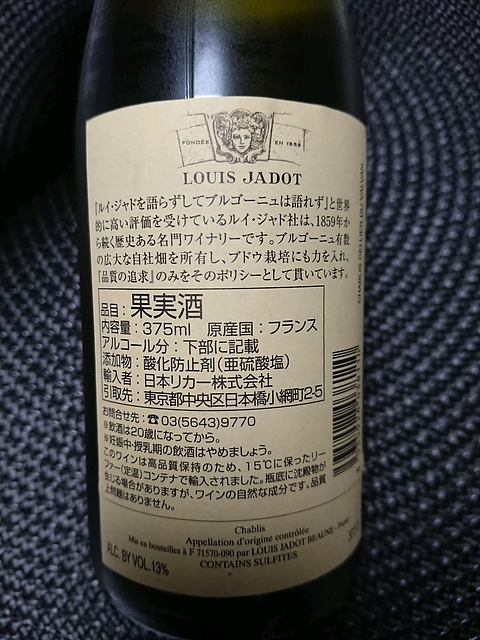 FONDÉE EN 1859
LOUIS JADOT
『ルイ・ジャドを語らずしてブルゴーニュは語れず』と世界
的に高い評価を受けているルイ・ジャド社は、1859年か
ら続く歴史ある名門ワイナリーです。ブルゴーニュ有数
の広大な自社畑を所有し、ブドウ栽培にも力を入れ、
『品質の追求』のみをそのポリシーとして貫いています。
品目：果実酒
内容量：375ml 原産国：フランス
アルコール分：下部に記載
添加物：酸化防止剤（亜硫酸塩）
輸入者：日本リカー株式会社
引取先：東京都中央区日本橋小網町2-5
お問合せ先：☎03(5643)9770
※飲酒は20歳になってから。
※妊娠中・授乳期の飲酒はやめましょう。
このワインは高品質保持のため、15℃に保ったリー
ファー(定温)コンテナで輸入されました。瓶底に沈殿物が
生じる場合がありますが、ワインの自然な成分です。品質
上問題はありません。
Chablis
Appellation d'origine contrôlée
Mis en bouteilles à F 71570-090 par LOUIS JADOT BEAUNE - France
CONTAINS SULFITES
ALC. BY VOL. 13%